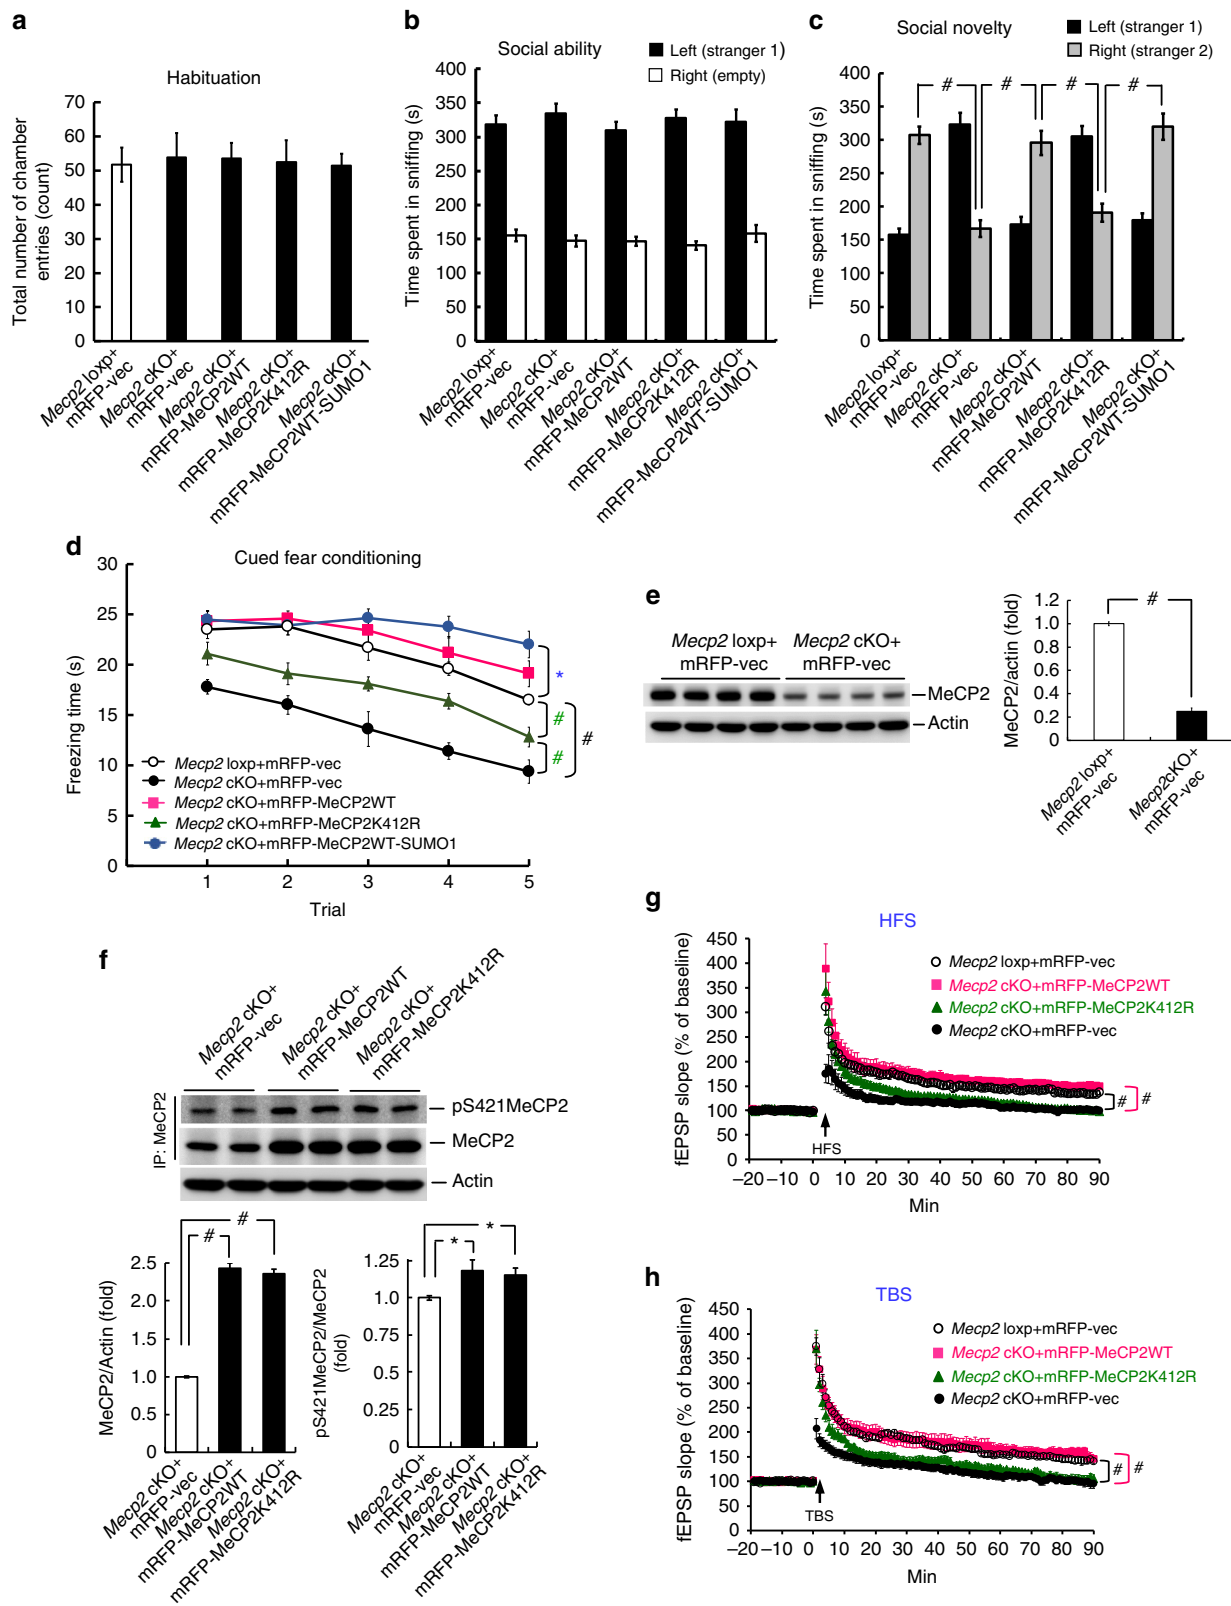 a
Habituation
Total number of chamber
entries (count)
70
60
50
40
30
20
10
0
Mecp2 loxp+
mRFP-vec
Mecp2 cKO+
mRFP-vec
Mecp2 cKO+
mRFP-MeCP2WT
Mecp2 cKO+
mRFP-MeCP2K412R
Mecp2 cKO+
mRFP-MeCP2WT-SUMO1
b
Social ability
Left (stranger 1)
Right (empty)
Time spent in sniffing (s)
400
350
300
250
200
150
300
350
0
Mecp2 loxp+
mRFP-vec
Mecp2 cKO+
mRFP-vec
Mecp2 cKO+
mRFP-MeCP2WT
Mecp2 cKO+
mRFP-MeCP2K412R
Mecp2 cKO+
mRFP-MeCP2WT-SUMO1
c
Social novelty
Left (stranger 1)
Right (stranger 2)
Time spent in sniffing (s)
400
350
300
250
200
150
100
50
0
# # # #
Mecp2 loxp+
mRFP-vec
Mecp2 cKO+
mRFP-vec
Mecp2 cKO+
mRFP-MeCP2WT
Mecp2 cKO+
mRFP-MeCP2K412R
Mecp2 cKO+
mRFP-MeCP2WT-SUMO1
d
Cued fear conditioning
Freezing time (s)
30
25
20
15
10
5
0
*
#
#
#
Mecp2 loxp+mRFP-vec
Mecp2 cKO+mRFP-vec
Mecp2 cKO+mRFP-MeCP2WT
Mecp2 cKO+mRFP-MeCP2K412R
Mecp2 cKO+mRFP-MeCP2WT-SUMO1
1 2 3 4 5
Trial
e
Mecp2 loxp+
mRFP-vec
Mecp2 cKO+
mRFP-vec
MeCP2
Actin
MeCP2/actin (fold)
1.2
1.0
0.8
0.6
0.4
0.2
0
#
Mecp2 loxp+
mRFP-vec
Mecp2cKO+
mRFP-vec
f
Mecp2 cKO+
mRFP-vec
Mecp2 cKO+
mRFP-MeCP2WT
Mecp2 cKO+
mRFP-MeCP2K412R
IP: MeCP2
pS421MeCP2
MeCP2
Actin
MeCP2/Actin (fold)
2.5
2.0
1.5
1.0
0.5
0
#
#
Mecp2 cKO+
mRFP-vec
Mecp2 cKO+
mRFP-MeCP2WT
Mecp2 cKO+
mRFP-MeCP2K412R
pS421MeCP2/MeCP2
(fold)
1.25
1.0
0.75
0.5
0.25
0
*
*
Mecp2 cKO+
mRFP-vec
Mecp2 cKO+
mRFP-MeCP2WT
Mecp2 cKO+
mRFP-MeCP2K412R
g
HFS
fEPSP slope (% of baseline)
450
400
350
300
250
200
150
100
50
0
Mecp2 loxp+mRFP-vec
Mecp2 cKO+mRFP-MeCP2WT
Mecp2 cKO+mRFP-MeCP2K412R
Mecp2 cKO+mRFP-vec
# #
HFS
–20 –10 0 10 20 30 40 50 60 70 80 90
Min
h
TBS
fEPSP slope (% of baseline)
450
400
350
300
250
200
150
100
50
0
Mecp2 loxp+mRFP-vec
Mecp2 cKO+mRFP-MeCP2WT
Mecp2 cKO+mRFP-MeCP2K412R
Mecp2 cKO+mRFP-vec
# #
TBS
–20 –10 0 10 20 30 40 50 60 70 80 90
Min